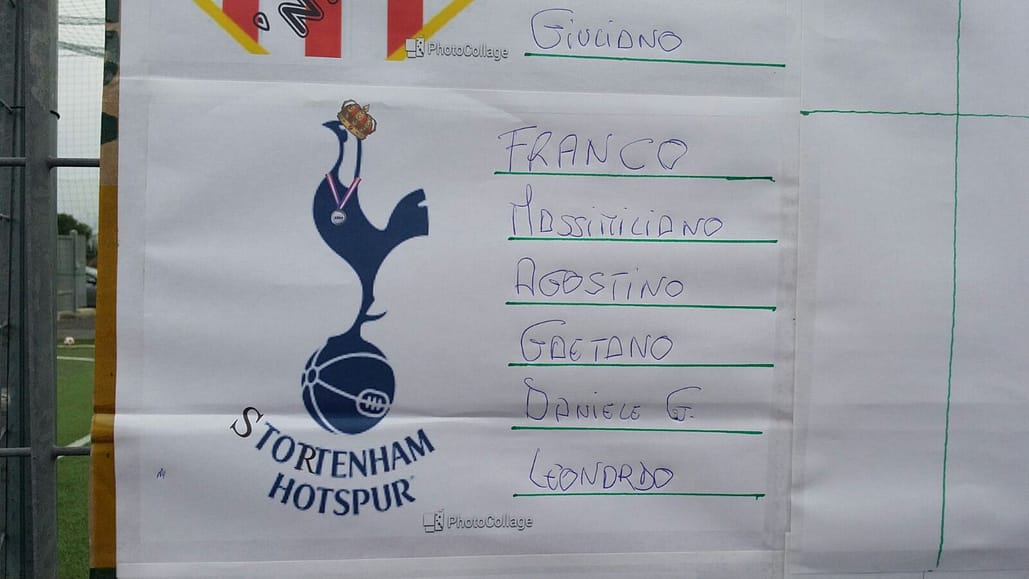 PhotoCollage
GIULIANO
FRANCO
MASSIMILIANO
AGOSTINO
GAETANO
DANIELE G.
LEONARDO
STORTENHAM
HOTSPUR
PhotoCollage